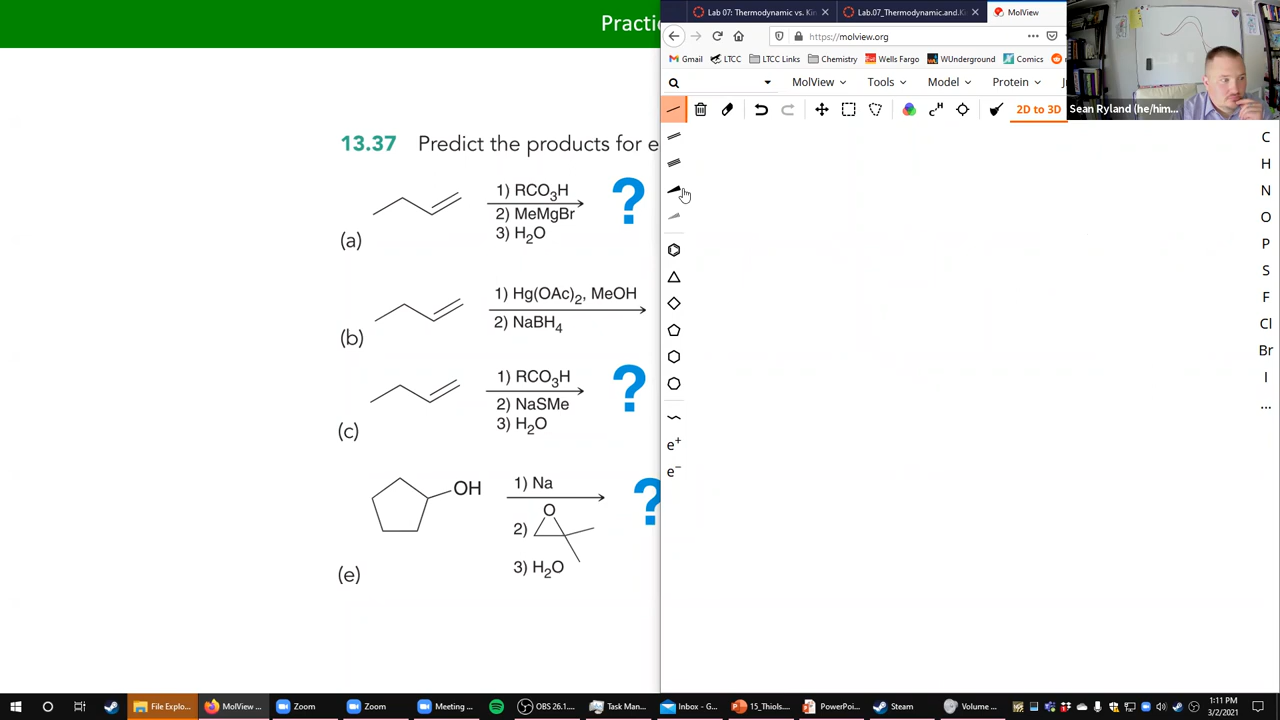 Practic
13.37 Predict the products for e
1) RCO3H
2) MeMgBr
3) H2O
?
(a)
1) Hg(OAc)2, MeOH
2) NaBH4
(b)
1) RCO3H
2) NaSMe
3) H2O
?
(c)
OH
1) Na
O
2)
3) H2O
?
(e)
Lab 07: Thermodynamic vs. Kin
Lab.07_Thermodynamic.and.K
MolView
https://molview.org
Gmail
LTCC
LTCC Links
Chemistry
Wells Fargo
WUnderground
Comics
MolView
Tools
Model
Protein
2D to 3D
Sean Ryland (he/him...
C
H
N
O
P
S
F
Cl
Br
I
...
e+
e−
File Explo...
MolView ...
Zoom
Zoom
Meeting ...
OBS 26.1....
Task Man...
Inbox - G...
15_Thiols....
PowerPoi...
Steam
Volume ...
1:11 PM
3/2/2021